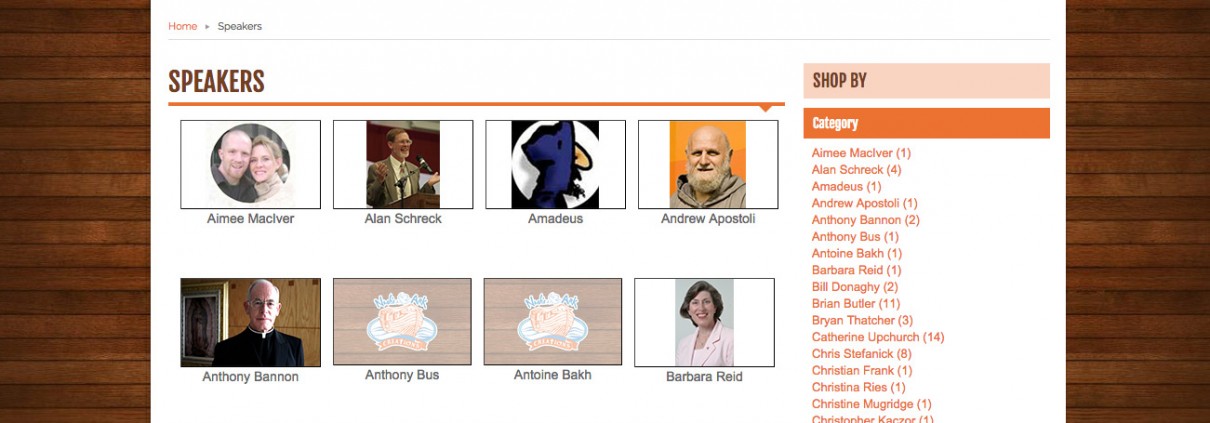 Home ▸ Speakers
SPEAKERS
Aimee MacIver
Alan Schreck
Amadeus
Andrew Apostoli
Anthony Bannon
Anthony Bus
Antoine Bakh
Barbara Reid
SHOP BY
Category
Aimee MacIver (1)
Alan Schreck (4)
Amadeus (1)
Andrew Apostoli (1)
Anthony Bannon (2)
Anthony Bus (1)
Antoine Bakh (1)
Barbara Reid (1)
Bill Donaghy (2)
Brian Butler (11)
Bryan Thatcher (3)
Catherine Upchurch (14)
Chris Stefanick (8)
Christian Frank (1)
Christina Ries (1)
Christine Mugridge (1)
Christopher Kaczor (1)